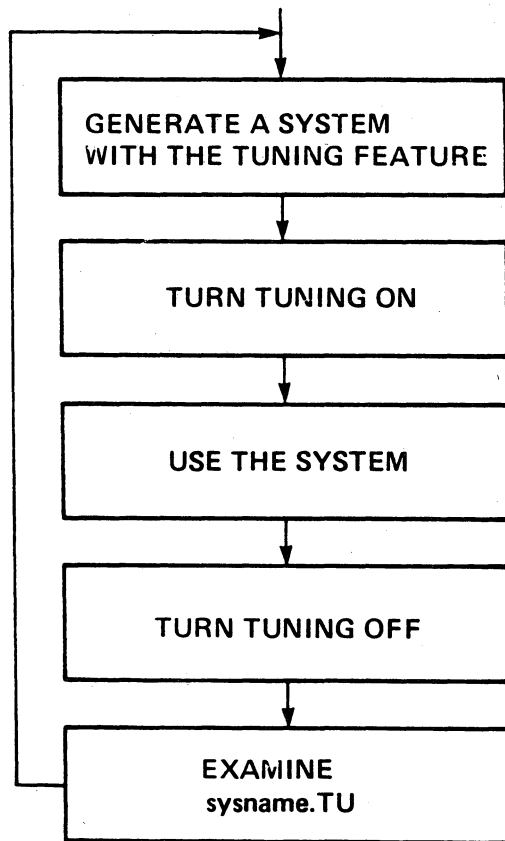 GENERATE A SYSTEM
WITH THE TUNING FEATURE
TURN TUNING ON
USE THE SYSTEM
TURN TUNING OFF
EXAMINE
sysname.TU